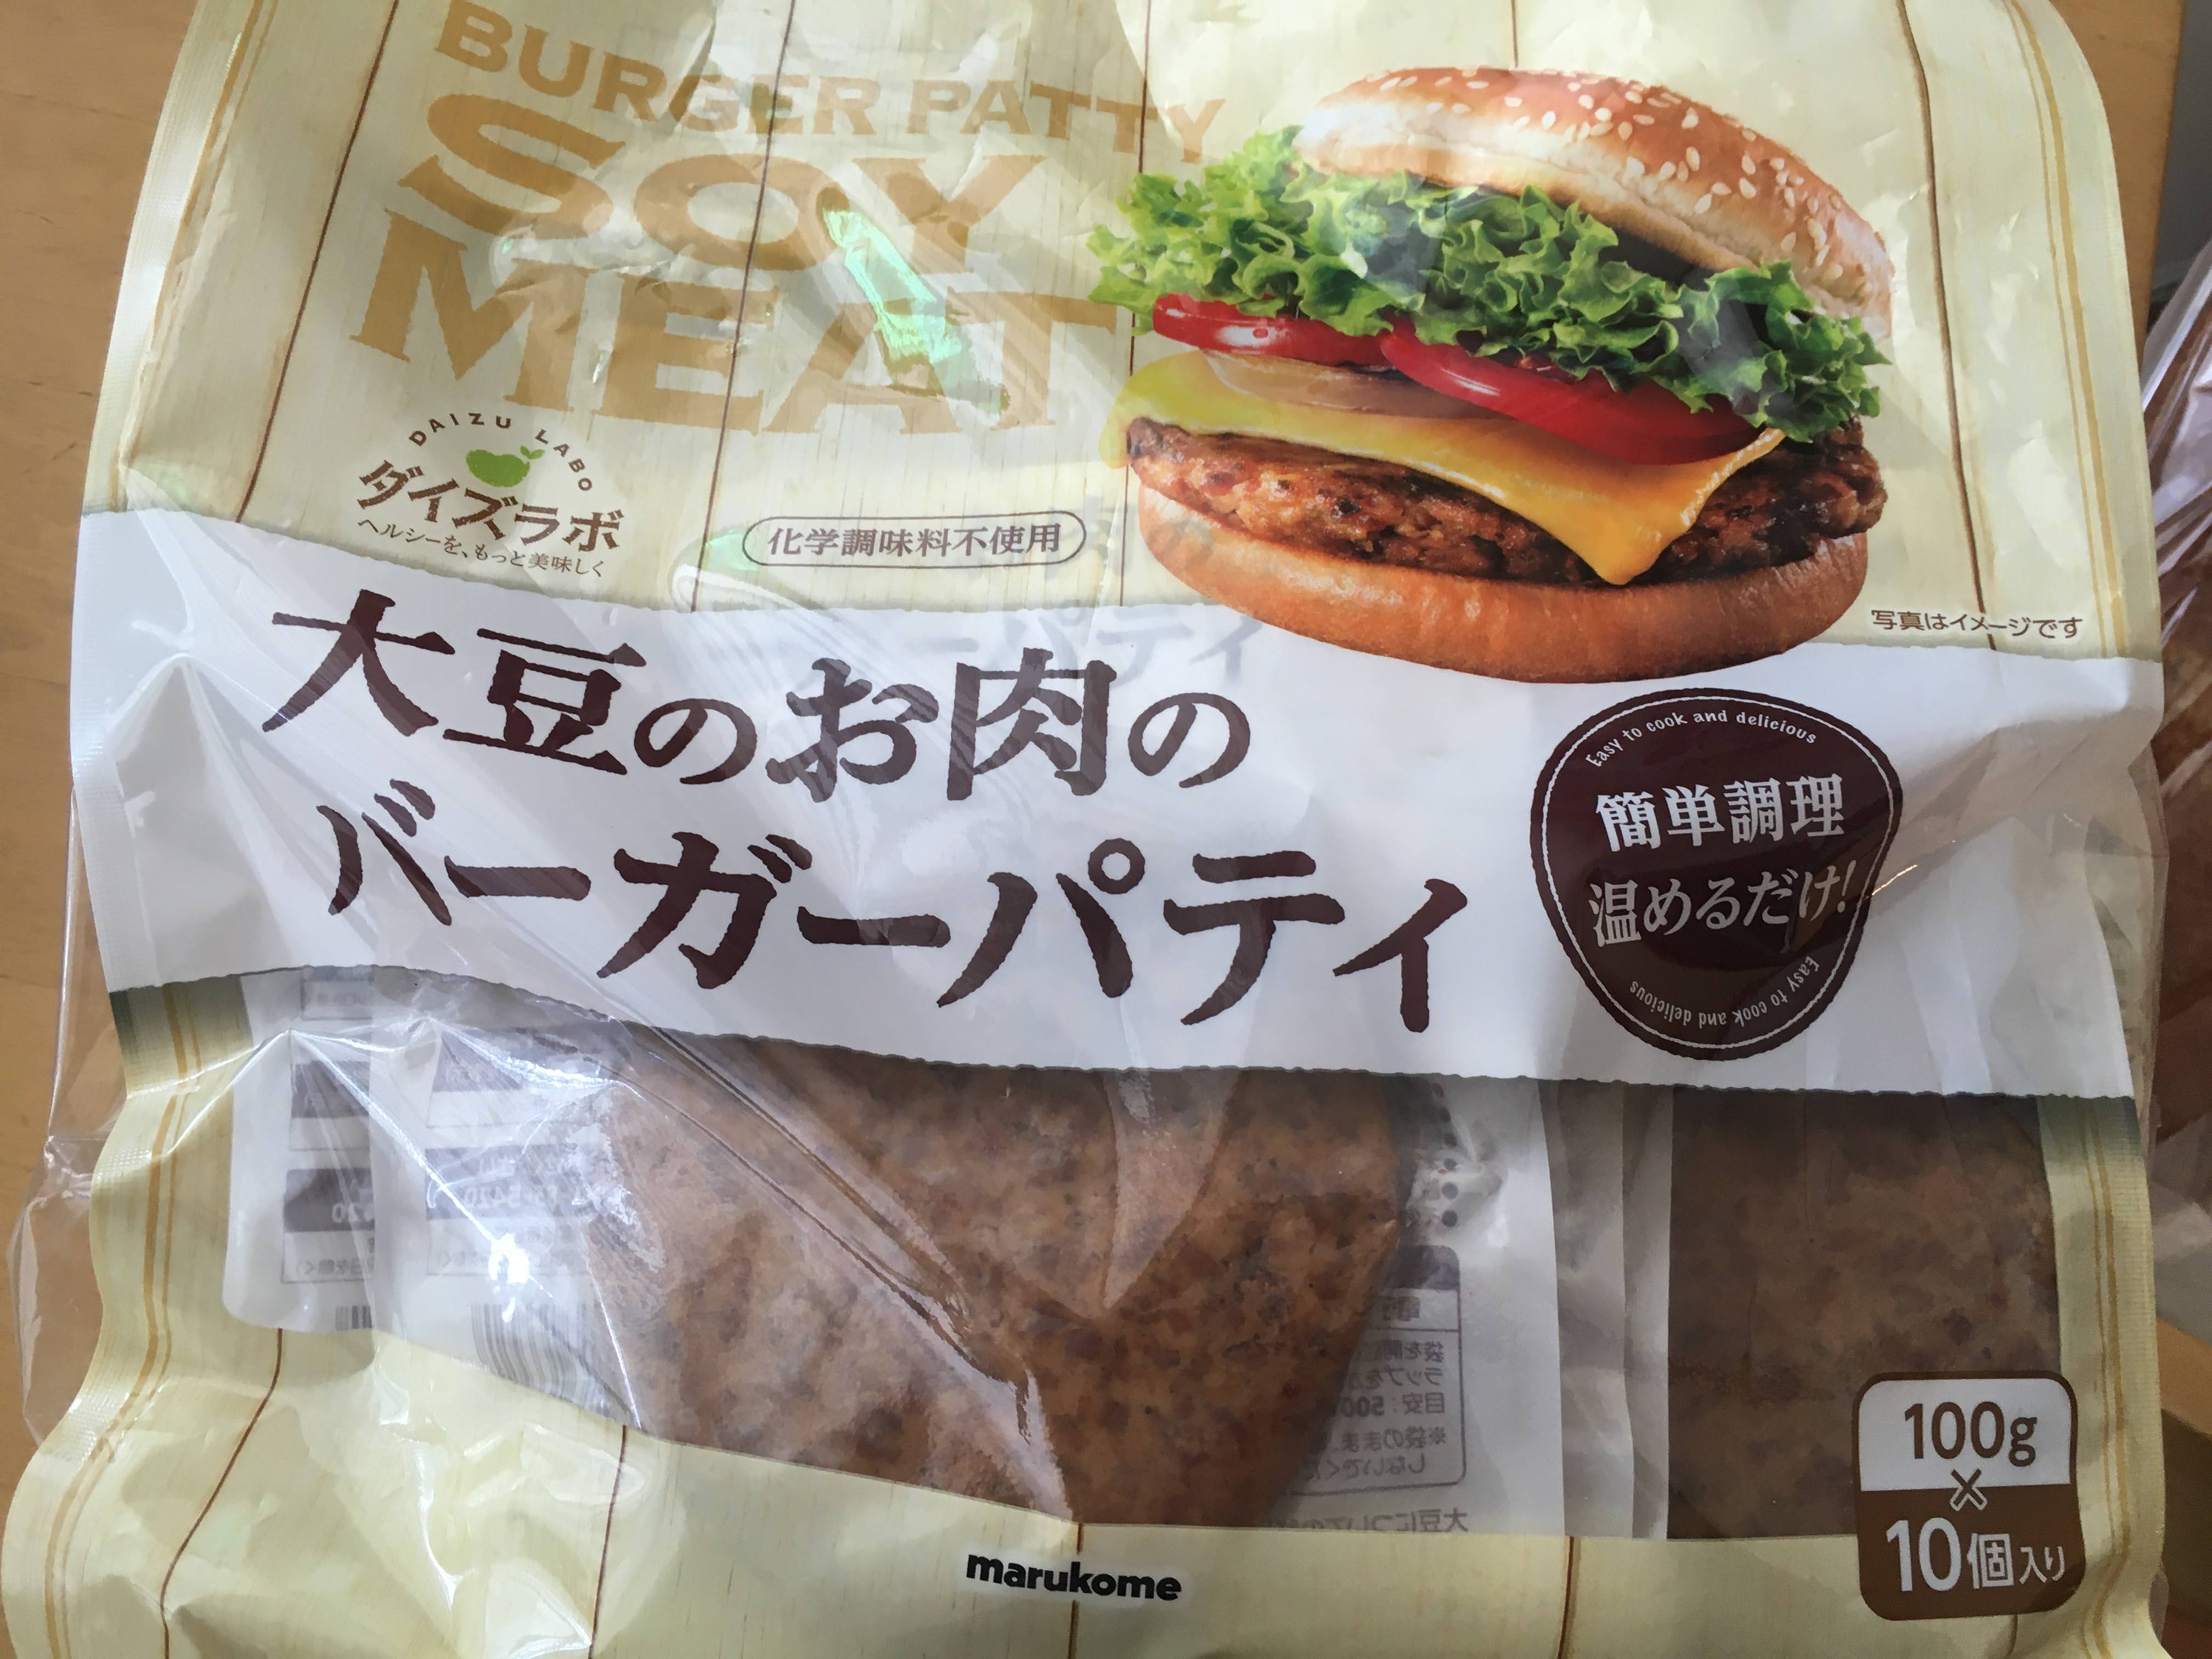 BURGER PATTY
SOY
MEAT
DAIZU LABO
ダイズラボ
ヘルシーを、もっと美味しく
化学調味料不使用
写真はイメージです
大豆のお肉の
バーガーパティ
Easy to cook and delicious
簡単調理
温めるだけ!
Easy to cook and delicious
100g
×
10個入り
marukome